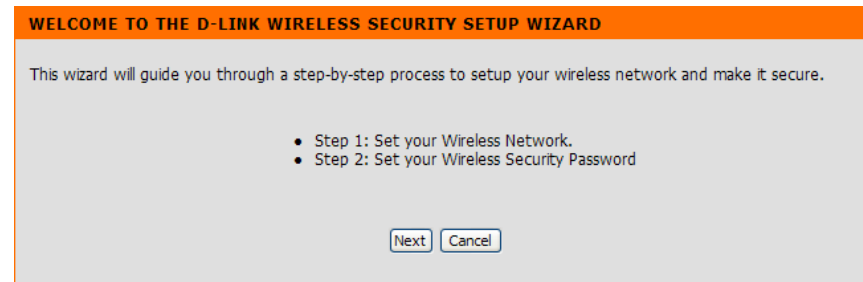 WELCOME TO THE D-LINK WIRELESS SECURITY SETUP WIZARD
This wizard will guide you through a step-by-step process to setup your wireless network and make it secure.
• Step 1: Set your Wireless Network.
• Step 2: Set your Wireless Security Password
Next Cancel